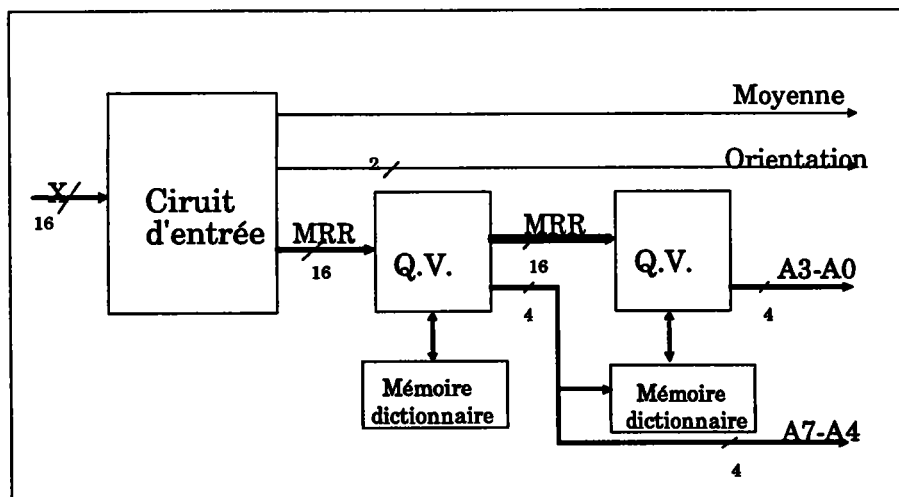 Moyenne
2
Orientation
X
16
Ciruit
d'entrée
MRR
16
Q.V.
MRR
16
4
Q.V.
A3-A0
4
Mémoire
dictionnaire
Mémoire
dictionnaire
A7-A4
4